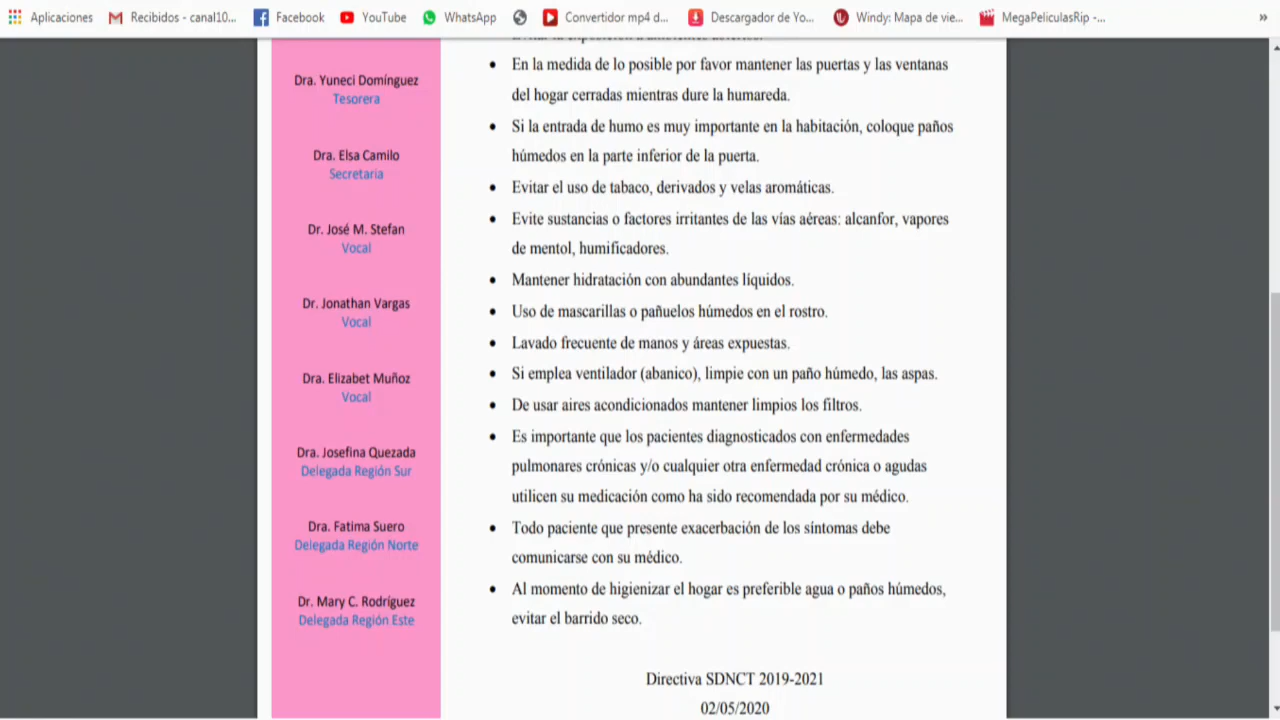 Aplicaciones
Recibidos - canal10...
Facebook
YouTube
WhatsApp
Convertidor mp4 d...
Descargador de Yo...
Windy: Mapa de vie...
MegaPeliculasRip -...
»
Dra. Yuneci Domínguez
Tesorera
Dra. Elsa Camilo
Secretaria
Dr. José M. Stefan
Vocal
Dr. Jonathan Vargas
Vocal
Dra. Elizabet Muñoz
Vocal
Dra. Josefina Quezada
Delegada Región Sur
Dra. Fatima Suero
Delegada Región Norte
Dr. Mary C. Rodríguez
Delegada Región Este
• En la medida de lo posible por favor mantener las puertas y las ventanas
del hogar cerradas mientras dure la humareda.
• Si la entrada de humo es muy importante en la habitación, coloque paños
húmedos en la parte inferior de la puerta.
• Evitar el uso de tabaco, derivados y velas aromáticas.
• Evite sustancias o factores irritantes de las vías aéreas: alcanfor, vapores
de mentol, humificadores.
• Mantener hidratación con abundantes líquidos.
• Uso de mascarillas o pañuelos húmedos en el rostro.
• Lavado frecuente de manos y áreas expuestas.
• Si emplea ventilador (abanico), limpie con un paño húmedo, las aspas.
• De usar aires acondicionados mantener limpios los filtros.
• Es importante que los pacientes diagnosticados con enfermedades
pulmonares crónicas y/o cualquier otra enfermedad crónica o agudas
utilicen su medicación como ha sido recomendada por su médico.
• Todo paciente que presente exacerbación de los síntomas debe
comunicarse con su médico.
• Al momento de higienizar el hogar es preferible agua o paños húmedos,
evitar el barrido seco.
Directiva SDNCT 2019-2021
02/05/2020